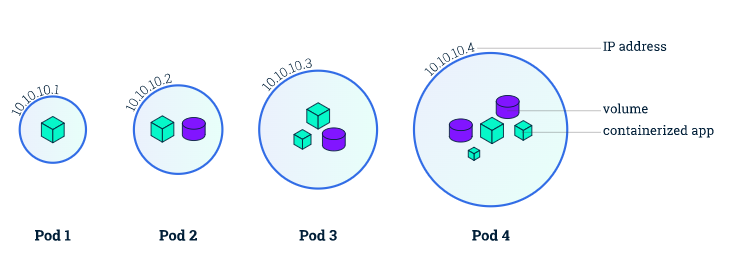 10.10.10.1
10.10.10.2
10.10.10.3
10.10.10.4
IP address
volume
containerized app
Pod 1
Pod 2
Pod 3
Pod 4